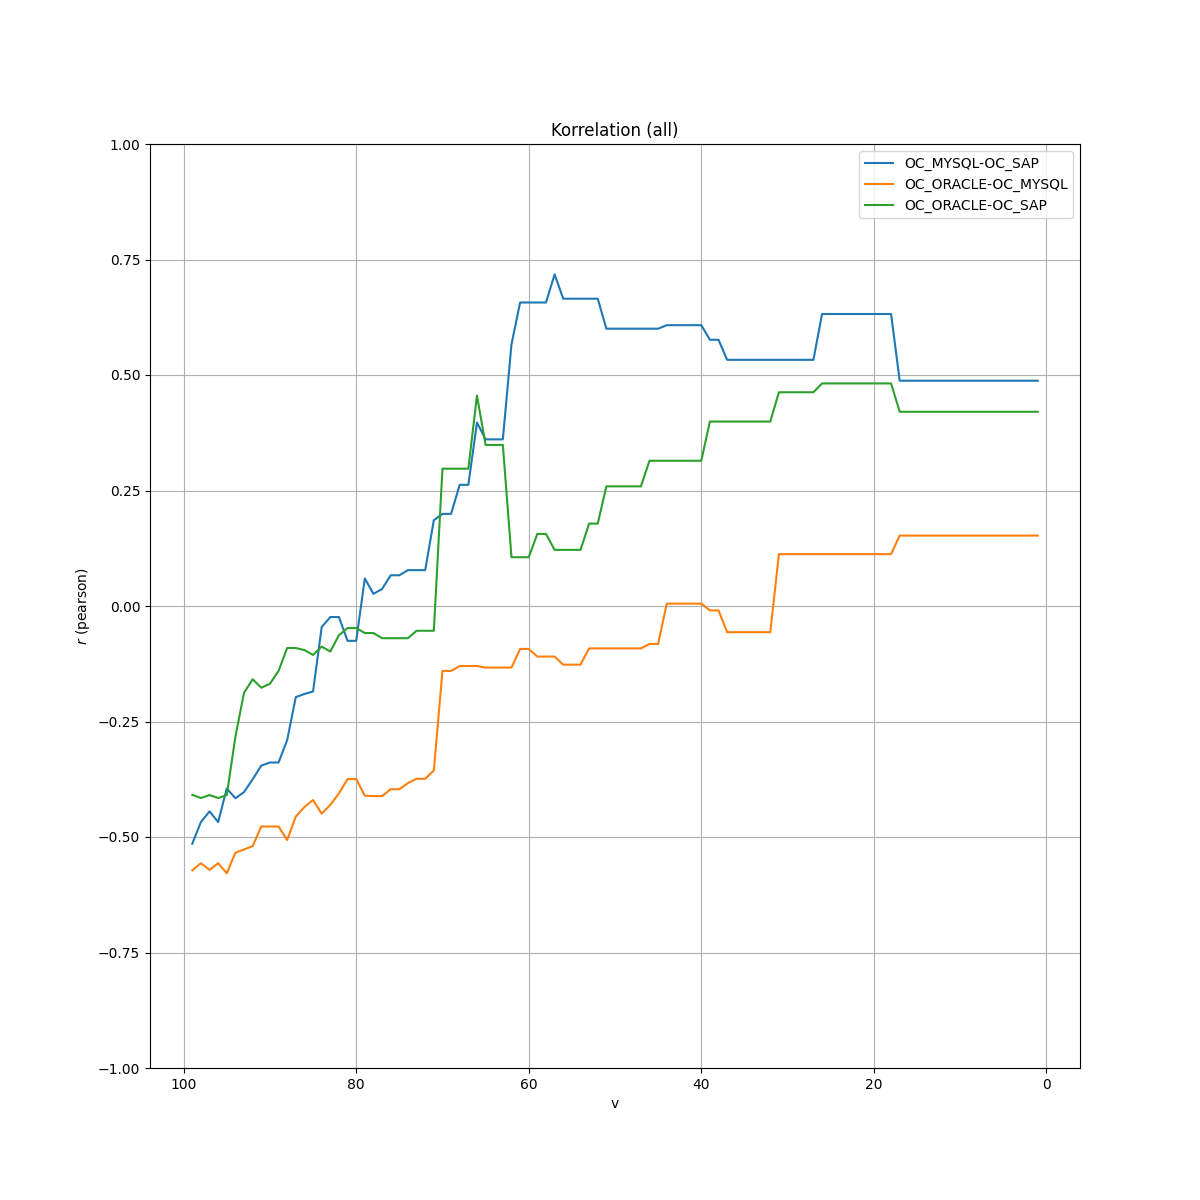 Korrelation (all)
1.00
0.75
0.50
0.25
0.00
−0.25
−0.50
−0.75
−1.00
r (pearson)
OC_MYSQL-OC_SAP
OC_ORACLE-OC_MYSQL
OC_ORACLE-OC_SAP
100 80 60 40 20 0
v